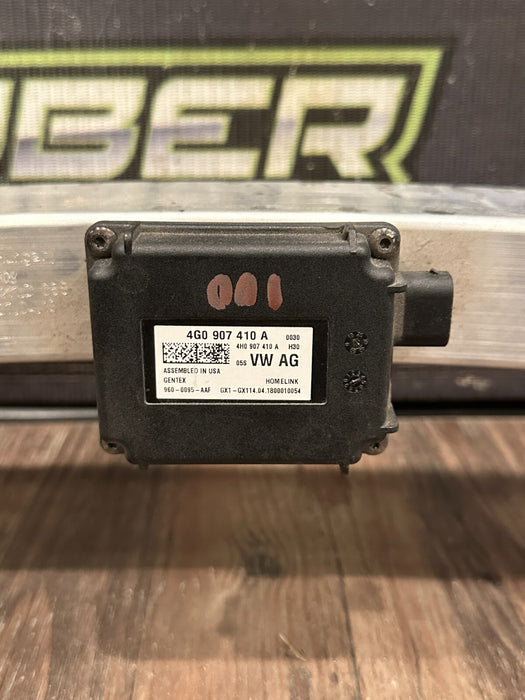 BER
001
4G0 907 410 A 0030
4H0 907 410 A H30
05S VW AG
ASSEMBLED IN USA
GENTEX HOMELINK
960-0095-AAF GX1-GX114.04.1800010054